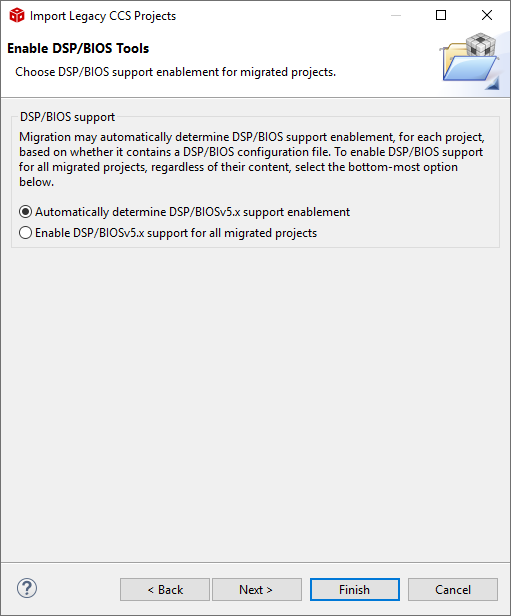 Import Legacy CCS Projects
Enable DSP/BIOS Tools
Choose DSP/BIOS support enablement for migrated projects.
DSP/BIOS support
Migration may automatically determine DSP/BIOS support enablement, for each project,
based on whether it contains a DSP/BIOS configuration file. To enable DSP/BIOS support
for all migrated projects, regardless of their content, select the bottom-most option
below.
Automatically determine DSP/BIOSv5.x support enablement
Enable DSP/BIOSv5.x support for all migrated projects
? < Back Next > Finish Cancel